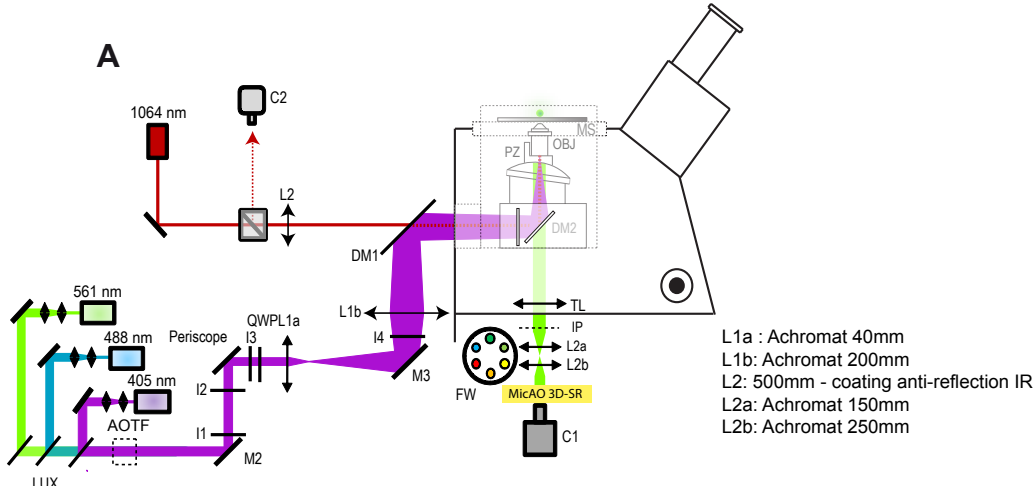 A
1064 nm
C2
MS
OBJ
PZ
L2
DM2
DM1
561 nm
TL
L1b
IP
QWPL1a
Periscope
I3
I4
L2a
488 nm
L2b
M3
I2
FW
MicAO 3D-SR
405 nm
AOTF
I1
C1
M2
LUX
L1a : Achromat 40mm
L1b: Achromat 200mm
L2: 500mm - coating anti-reflection IR
L2a: Achromat 150mm
L2b: Achromat 250mm